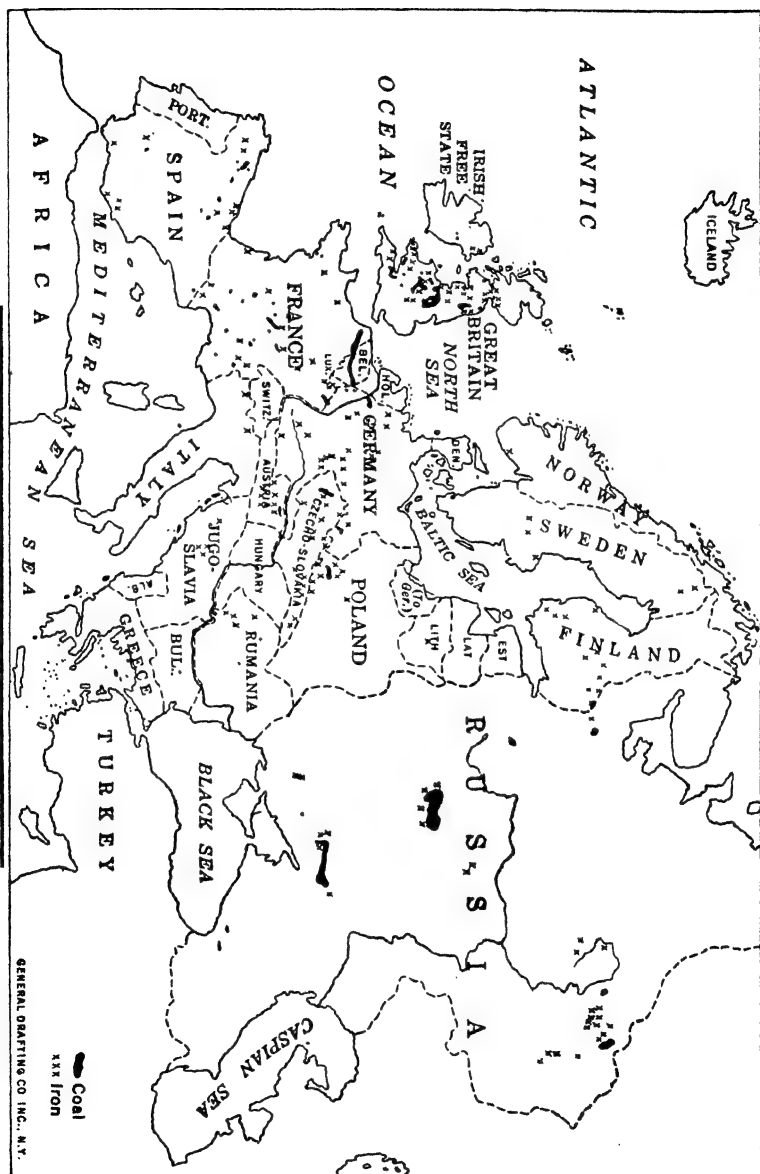 ATLANTIC
OCEAN
ICELAND
IRISH
FREE
STATE
GREAT
BRITAIN
NORTH
SEA
NORWAY
SWEDEN
FINLAND
DEN.
BALTIC SEA
EST
LAT
LITH
(To
Ger.)
HOL.
BEL.
LUX.
GERMANY
POLAND
RUSSIA
FRANCE
SWITZ.
AUSTRIA
CZECHO-SLOVAKIA
HUNGARY
RUMANIA
PORT.
SPAIN
ITALY
JUGO-
SLAVIA
BUL.
ALB.
GREECE
BLACK SEA
TURKEY
CASPIAN
SEA
MEDITERRANEAN SEA
AFRICA
Coal
xxx Iron
GENERAL DRAFTING CO INC., N.Y.